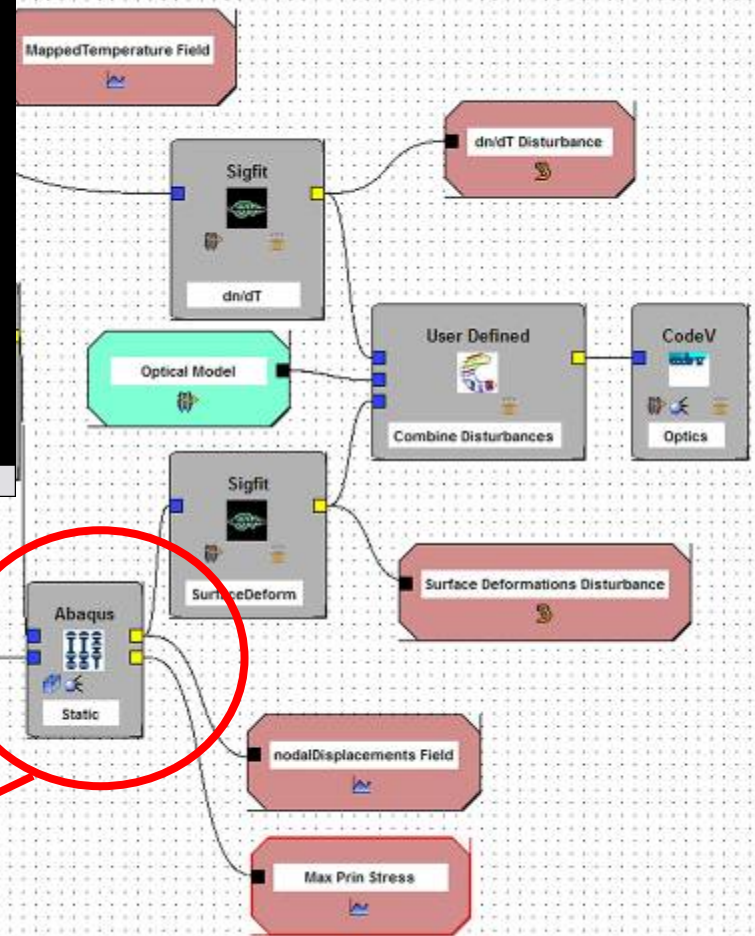 MappedTemperature Field
dn/dT Disturbance
Sigfit
dn/dT
User Defined
CodeV
Optical Model
Combine Disturbances
Optics
Sigfit
SurfaceDeform
Surface Deformations Disturbance
Abaqus
Static
nodalDisplacements Field
Max Prin Stress